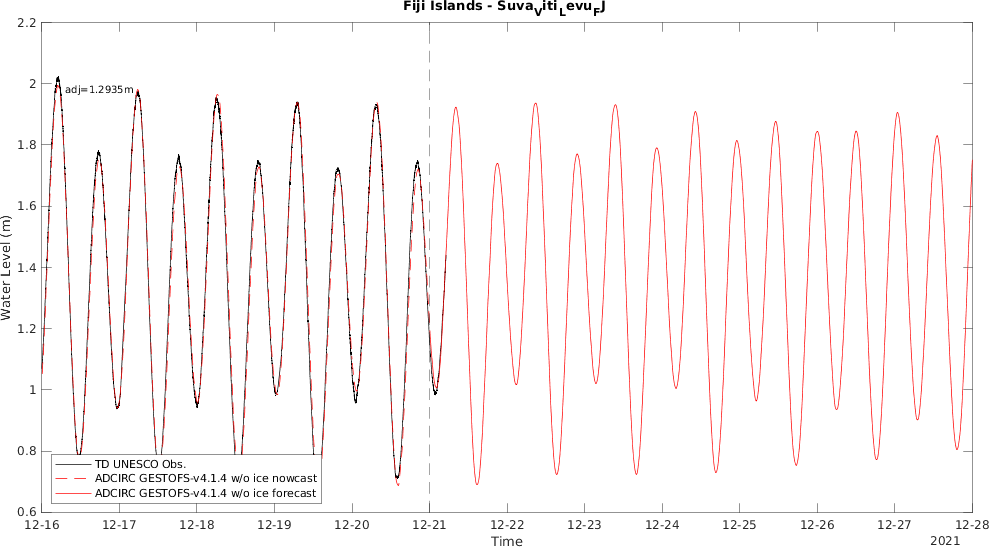 Fiji Islands - SuvaVitiLevuFJ
2.2
2
1.8
1.6
1.4
1.2
1
0.8
0.6
Water Level (m)
adj=1.2935m
TD UNESCO Obs.
ADCIRC GESTOFS-v4.1.4 w/o ice nowcast
ADCIRC GESTOFS-v4.1.4 w/o ice forecast
12-16 12-17 12-18 12-19 12-20 12-21 12-22 12-23 12-24 12-25 12-26 12-27 12-28
Time
2021